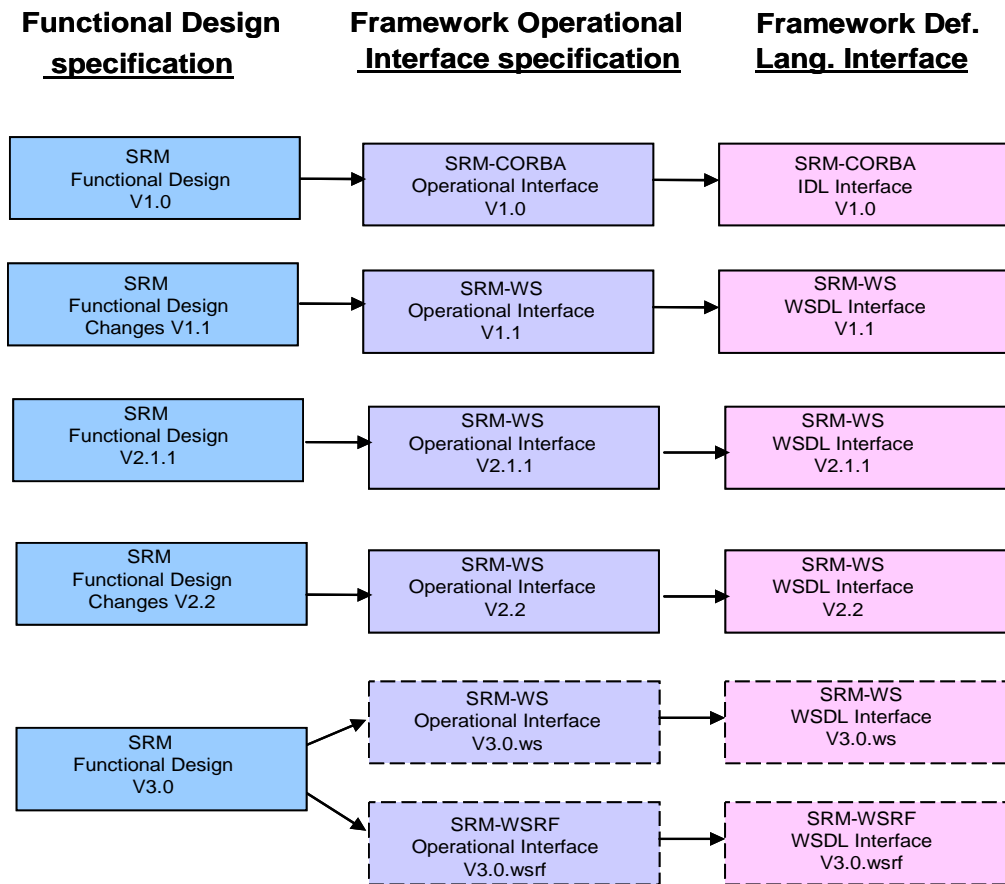 Functional Design
specification
Framework Operational
Interface specification
Framework Def.
Lang. Interface
SRM
Functional Design
V1.0
SRM-CORBA
Operational Interface
V1.0
SRM-CORBA
IDL Interface
V1.0
SRM
Functional Design
Changes V1.1
SRM-WS
Operational Interface
V1.1
SRM-WS
WSDL Interface
V1.1
SRM
Functional Design
V2.1.1
SRM-WS
Operational Interface
V2.1.1
SRM-WS
WSDL Interface
V2.1.1
SRM
Functional Design
Changes V2.2
SRM-WS
Operational Interface
V2.2
SRM-WS
WSDL Interface
V2.2
SRM
Functional Design
V3.0
SRM-WS
Operational Interface
V3.0.ws
SRM-WS
WSDL Interface
V3.0.ws
SRM-WSRF
Operational Interface
V3.0.wsrf
SRM-WSRF
WSDL Interface
V3.0.wsrf